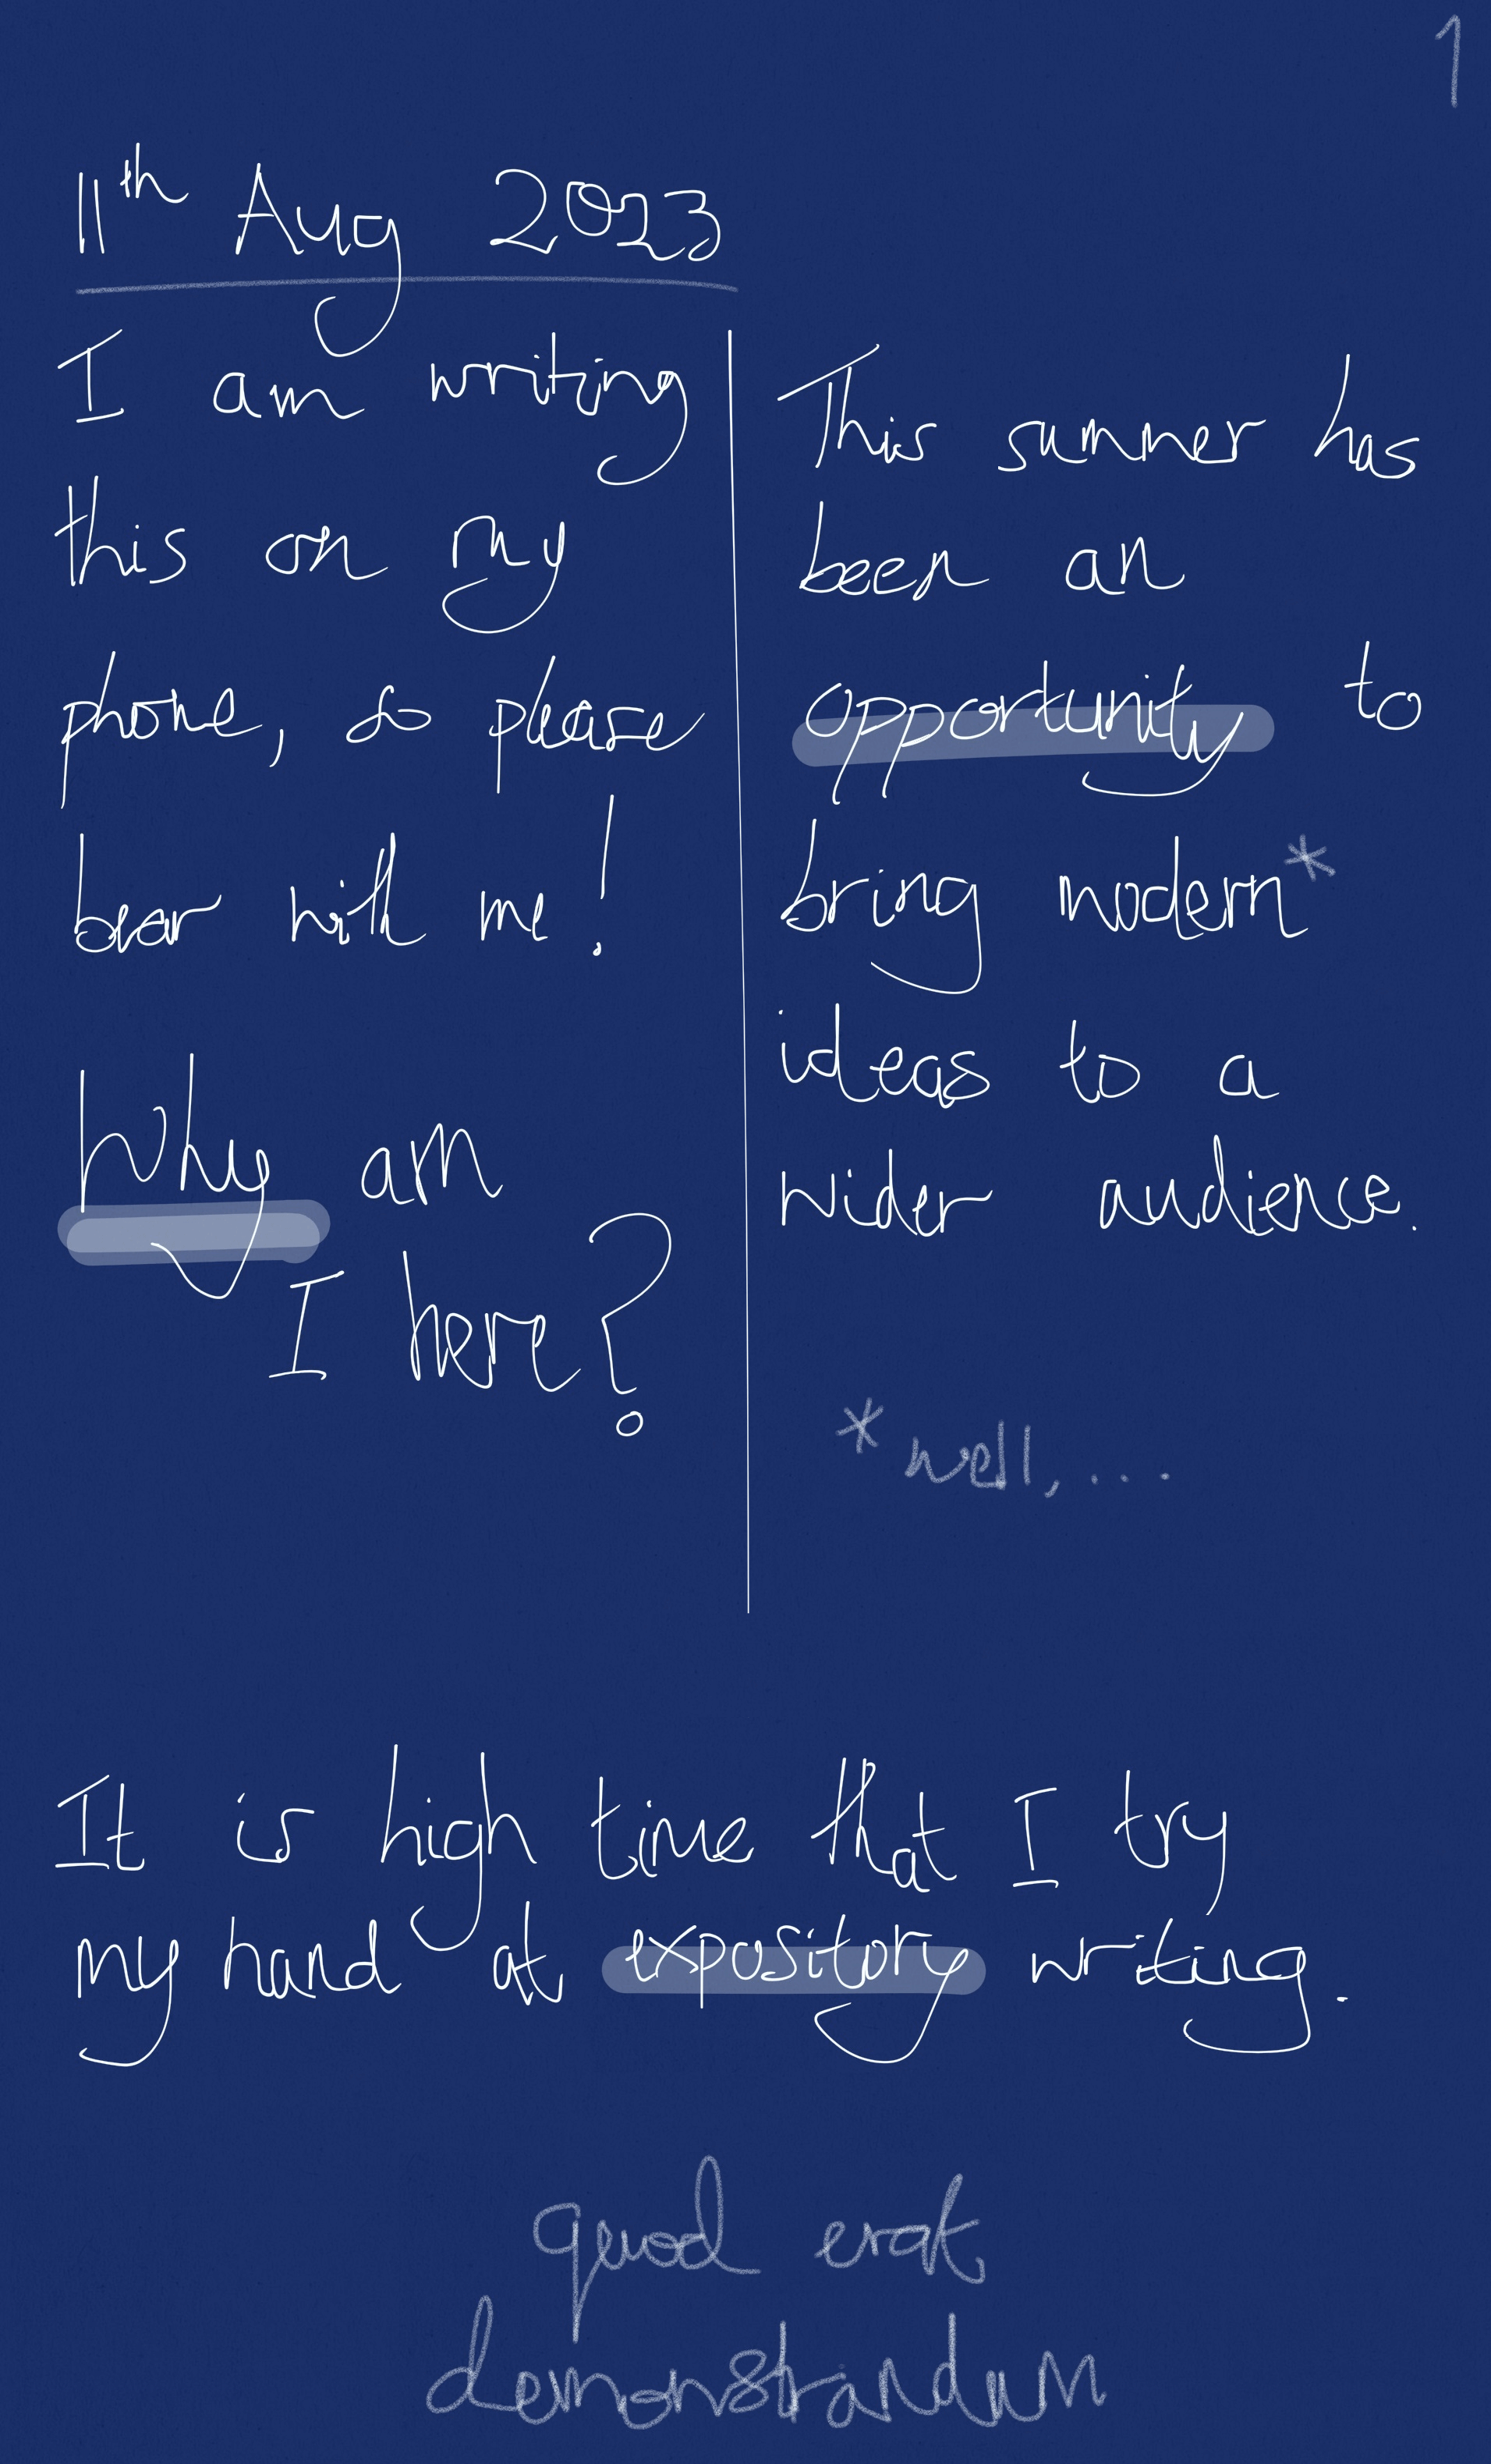 1
11th Aug 2023
I am writing
this on my
phone, so please
bear with me!
Why am
I here?
This summer has
been an
opportunity to
bring modern*
ideas to a
wider audience.
*well, ...
It is high time that I try
my hand at expository writing.
quod erat
demonstrandum